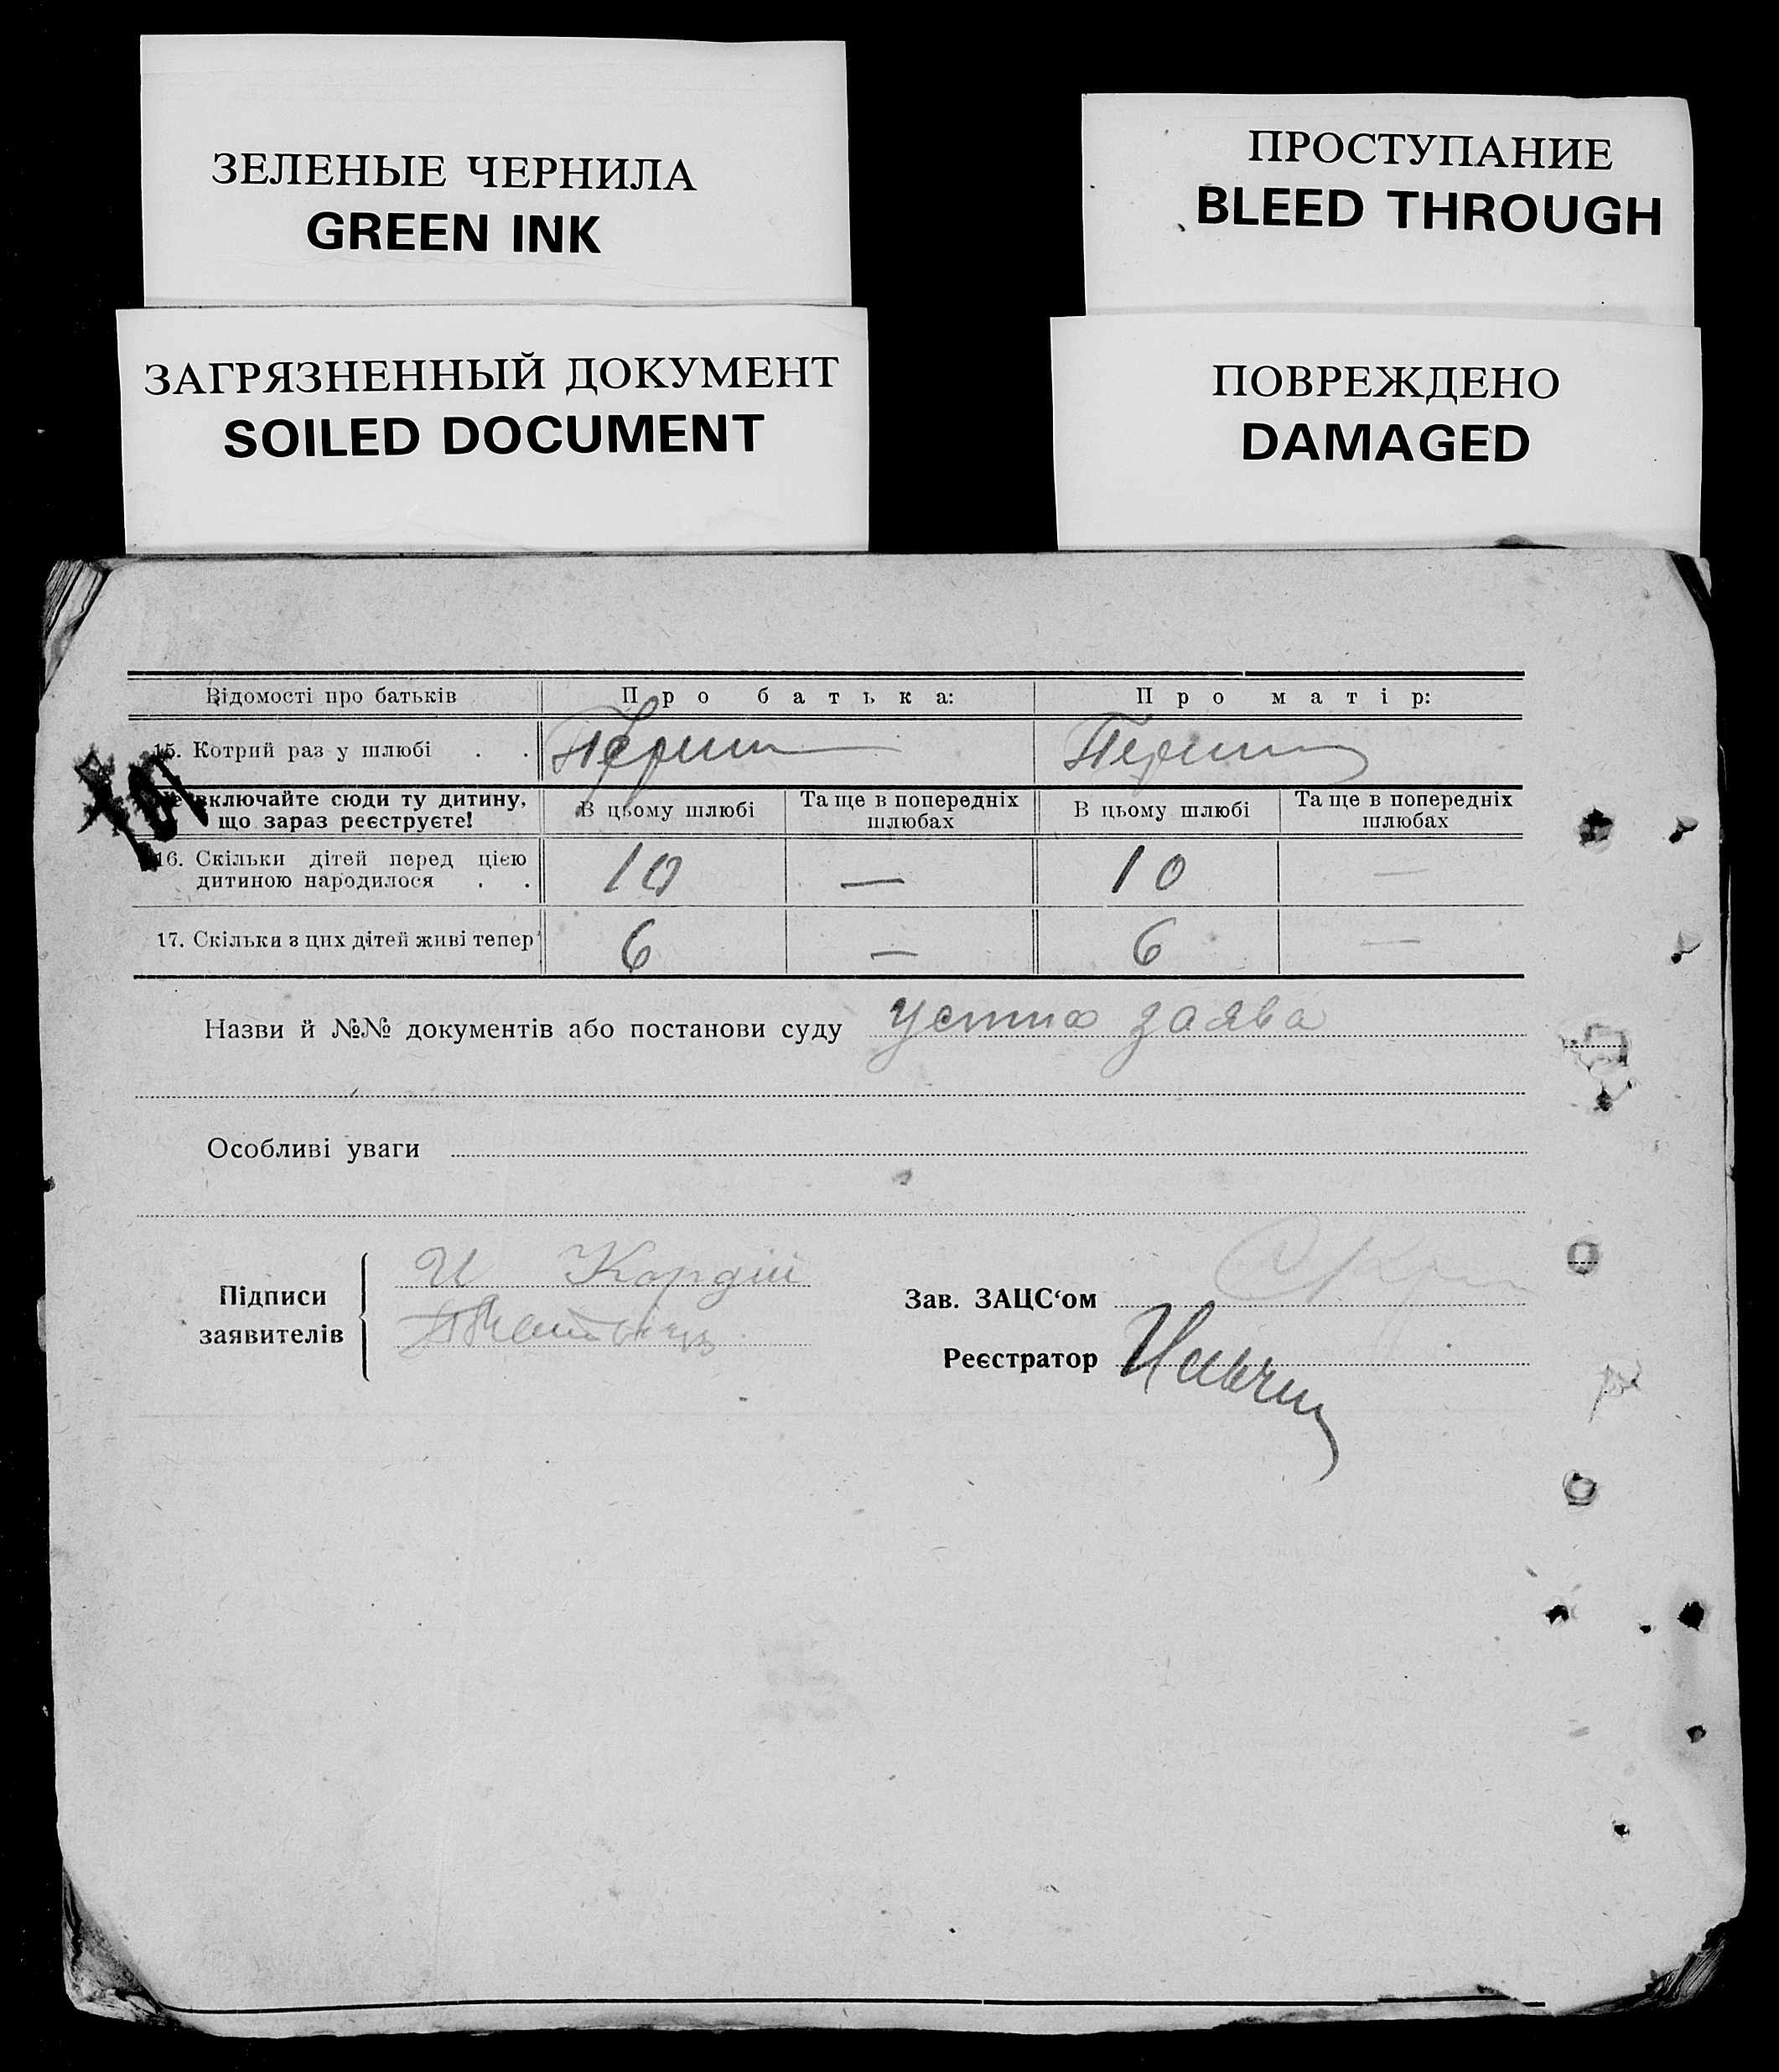 ЗЕЛЕНЫЕ ЧЕРНИЛА
GREEN INK
ПРОСТУПАНИЕ
BLEED THROUGH
ЗАГРЯЗНЕННЫЙ ДОКУМЕНТ
SOILED DOCUMENT
ПОВРЕЖДЕНО
DAMAGED
Відомості про батьків Про батька: Про матір:
15. Котрий раз у шлюбі . .
включайте сюди ту дитину, що зараз реєструєте! В цьому шлюбі Та ще в попередніх шлюбах В цьому шлюбі Та ще в попередніх шлюбах
16. Скільки дітей перед цією дитиною народилося . . 10 — 10 —
17. Скільки з цих дітей живі тепер 6 — 6 —
Назви й №№ документів або постанови суду устна заява
Особливі уваги
Підписи заявителів
И Кордій
Зав. ЗАЦС‘ом
Реєстратор